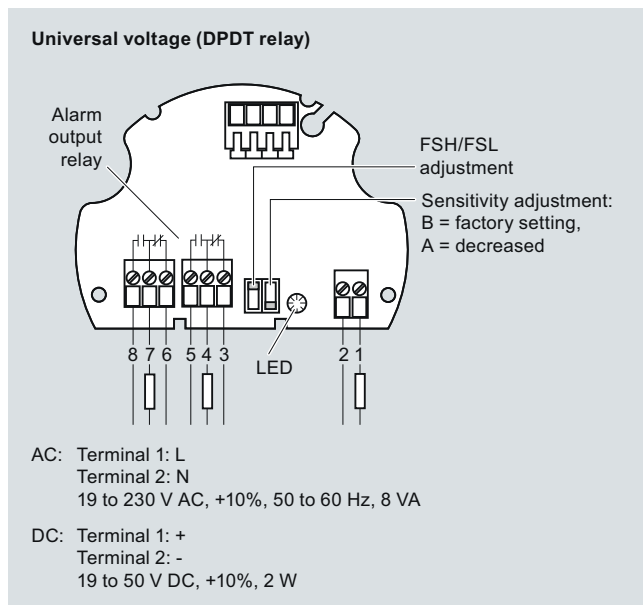 Universal voltage (DPDT relay)
Alarm
output
relay
FSH/FSL
adjustment
Sensitivity adjustment:
B = factory setting,
A = decreased
8 7 6 5 4 3 2 1
LED
AC: Terminal 1: L
Terminal 2: N
19 to 230 V AC, +10%, 50 to 60 Hz, 8 VA
DC: Terminal 1: +
Terminal 2: -
19 to 50 V DC, +10%, 2 W